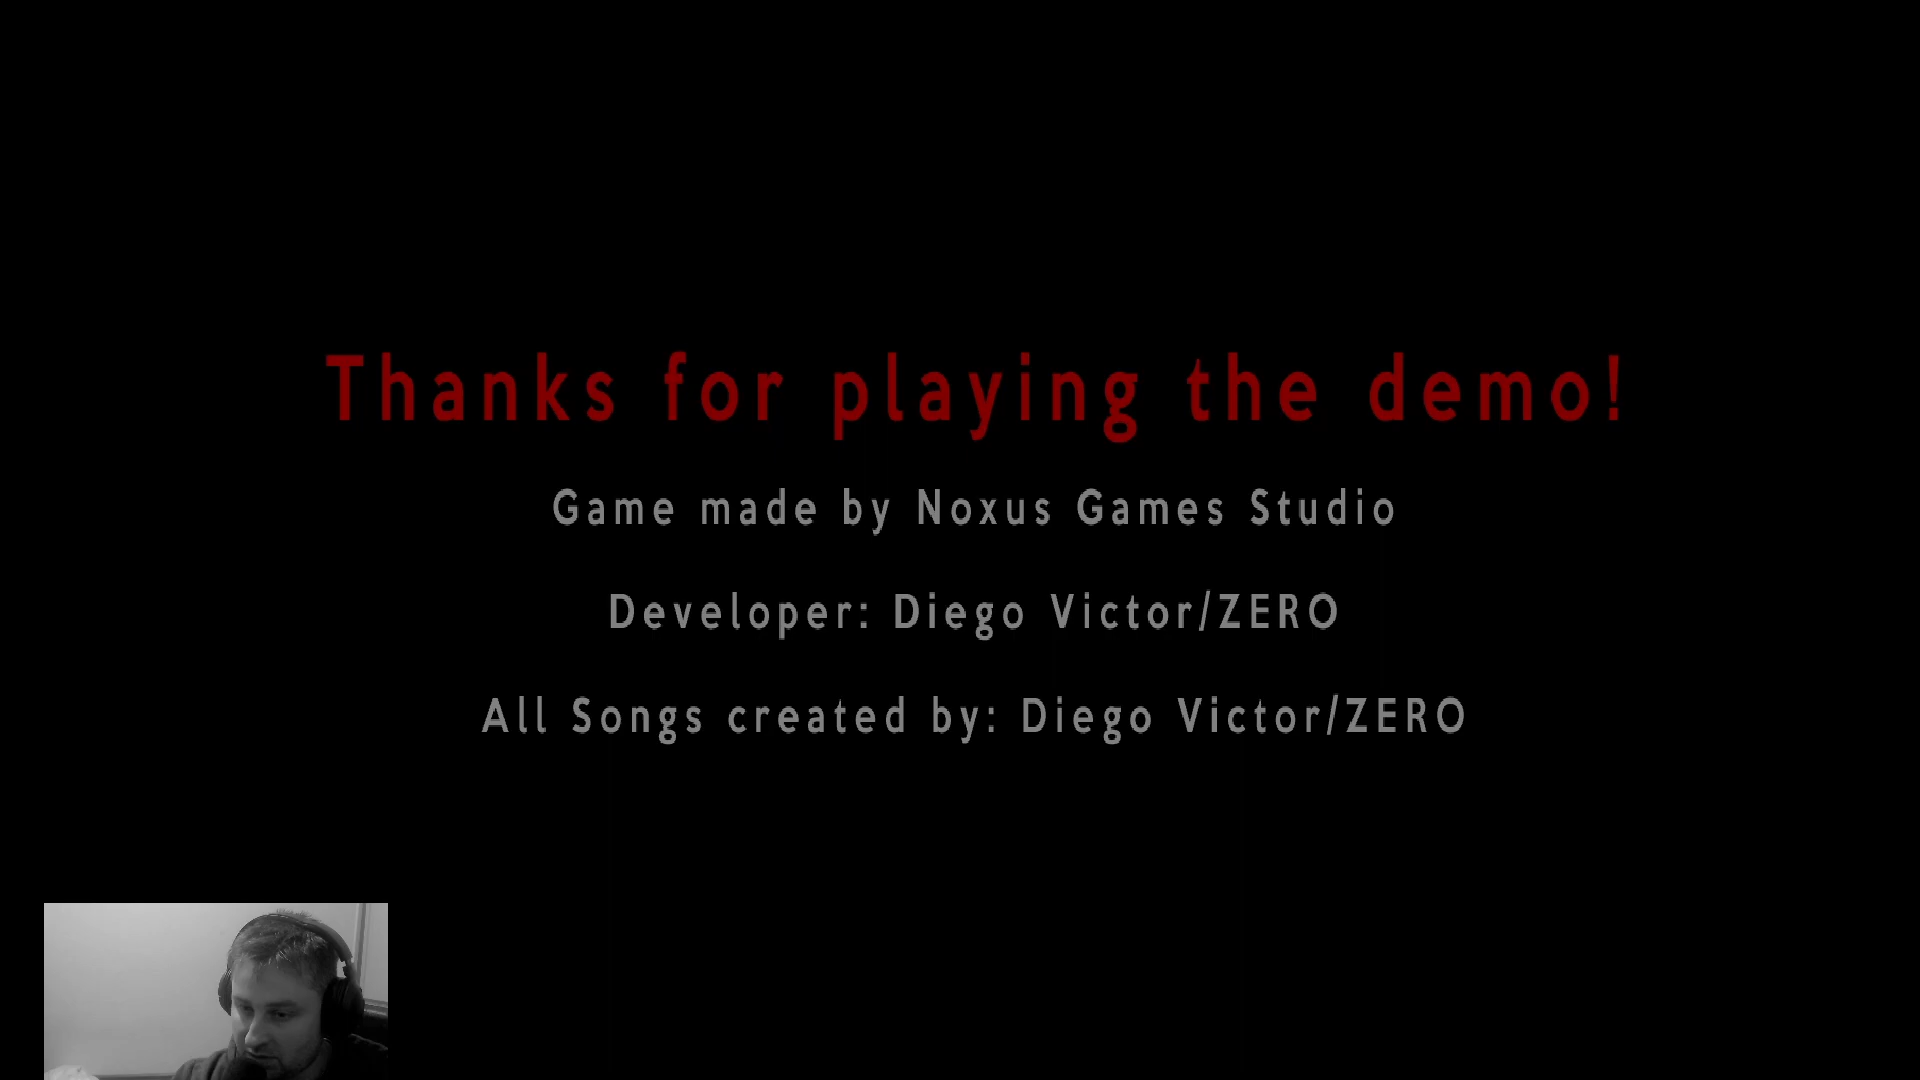 Thanks for playing the demo!
Game made by Noxus Games Studio
Developer: Diego Victor/ZERO
All Songs created by: Diego Victor/ZERO